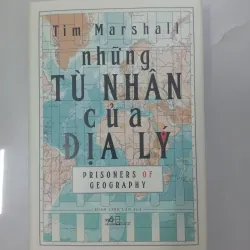 Tim Marshall
những
TÙ NHÂN
của
ĐỊA LÝ
PRISONERS OF
GEOGRAPHY